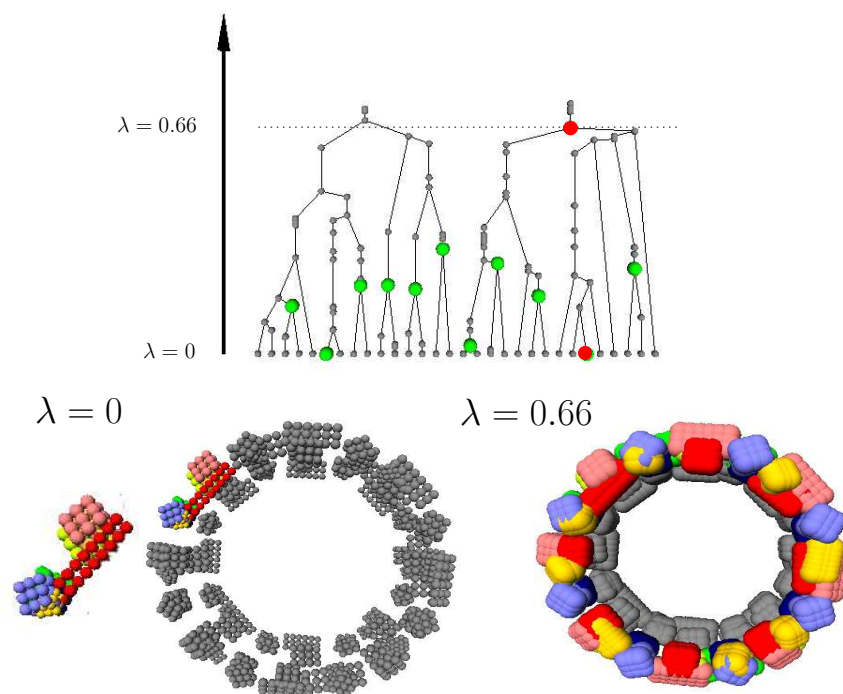 λ = 0.66
λ = 0
λ = 0
λ = 0.66